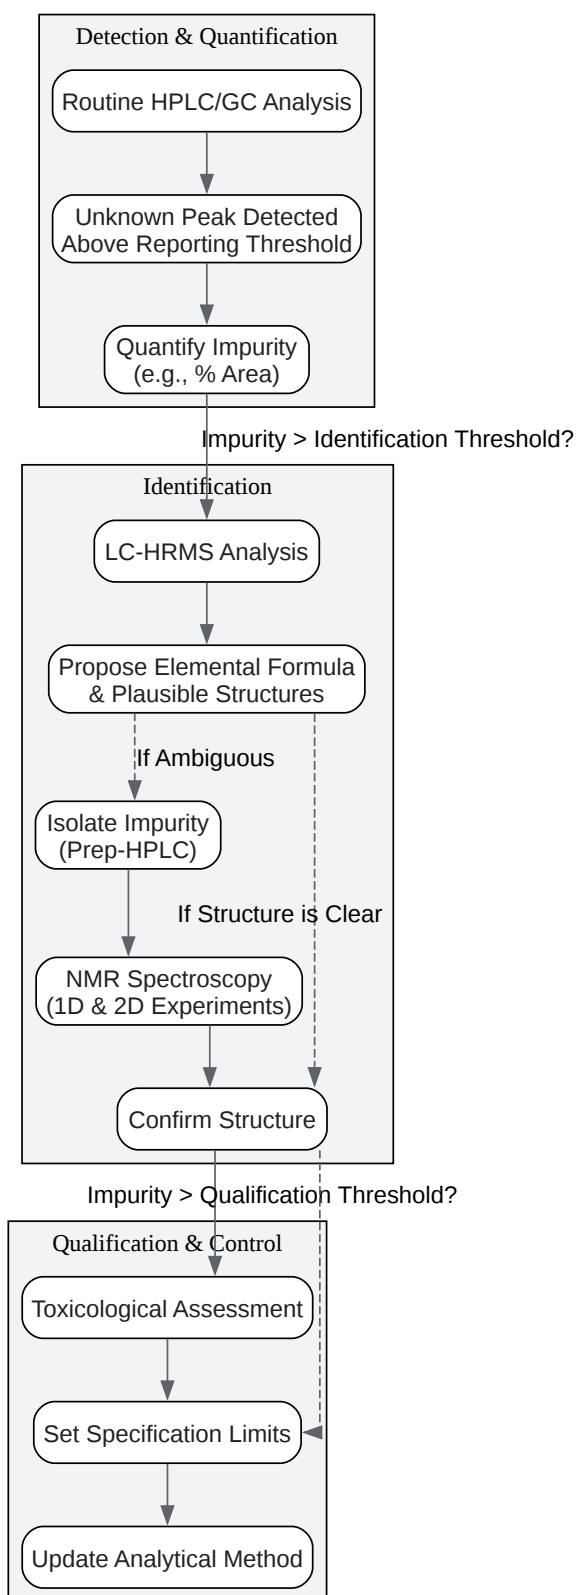 Detection & Quantification
Routine HPLC/GC Analysis
Unknown Peak Detected
Above Reporting Threshold
Quantify Impurity
(e.g., % Area)
Impurity > Identification Threshold?
Identification
LC-HRMS Analysis
Propose Elemental Formula
& Plausible Structures
If Ambiguous
Isolate Impurity
(Prep-HPLC)
If Structure is Clear
NMR Spectroscopy
(1D & 2D Experiments)
Confirm Structure
Impurity > Qualification Threshold?
Qualification & Control
Toxicological Assessment
Set Specification Limits
Update Analytical Method